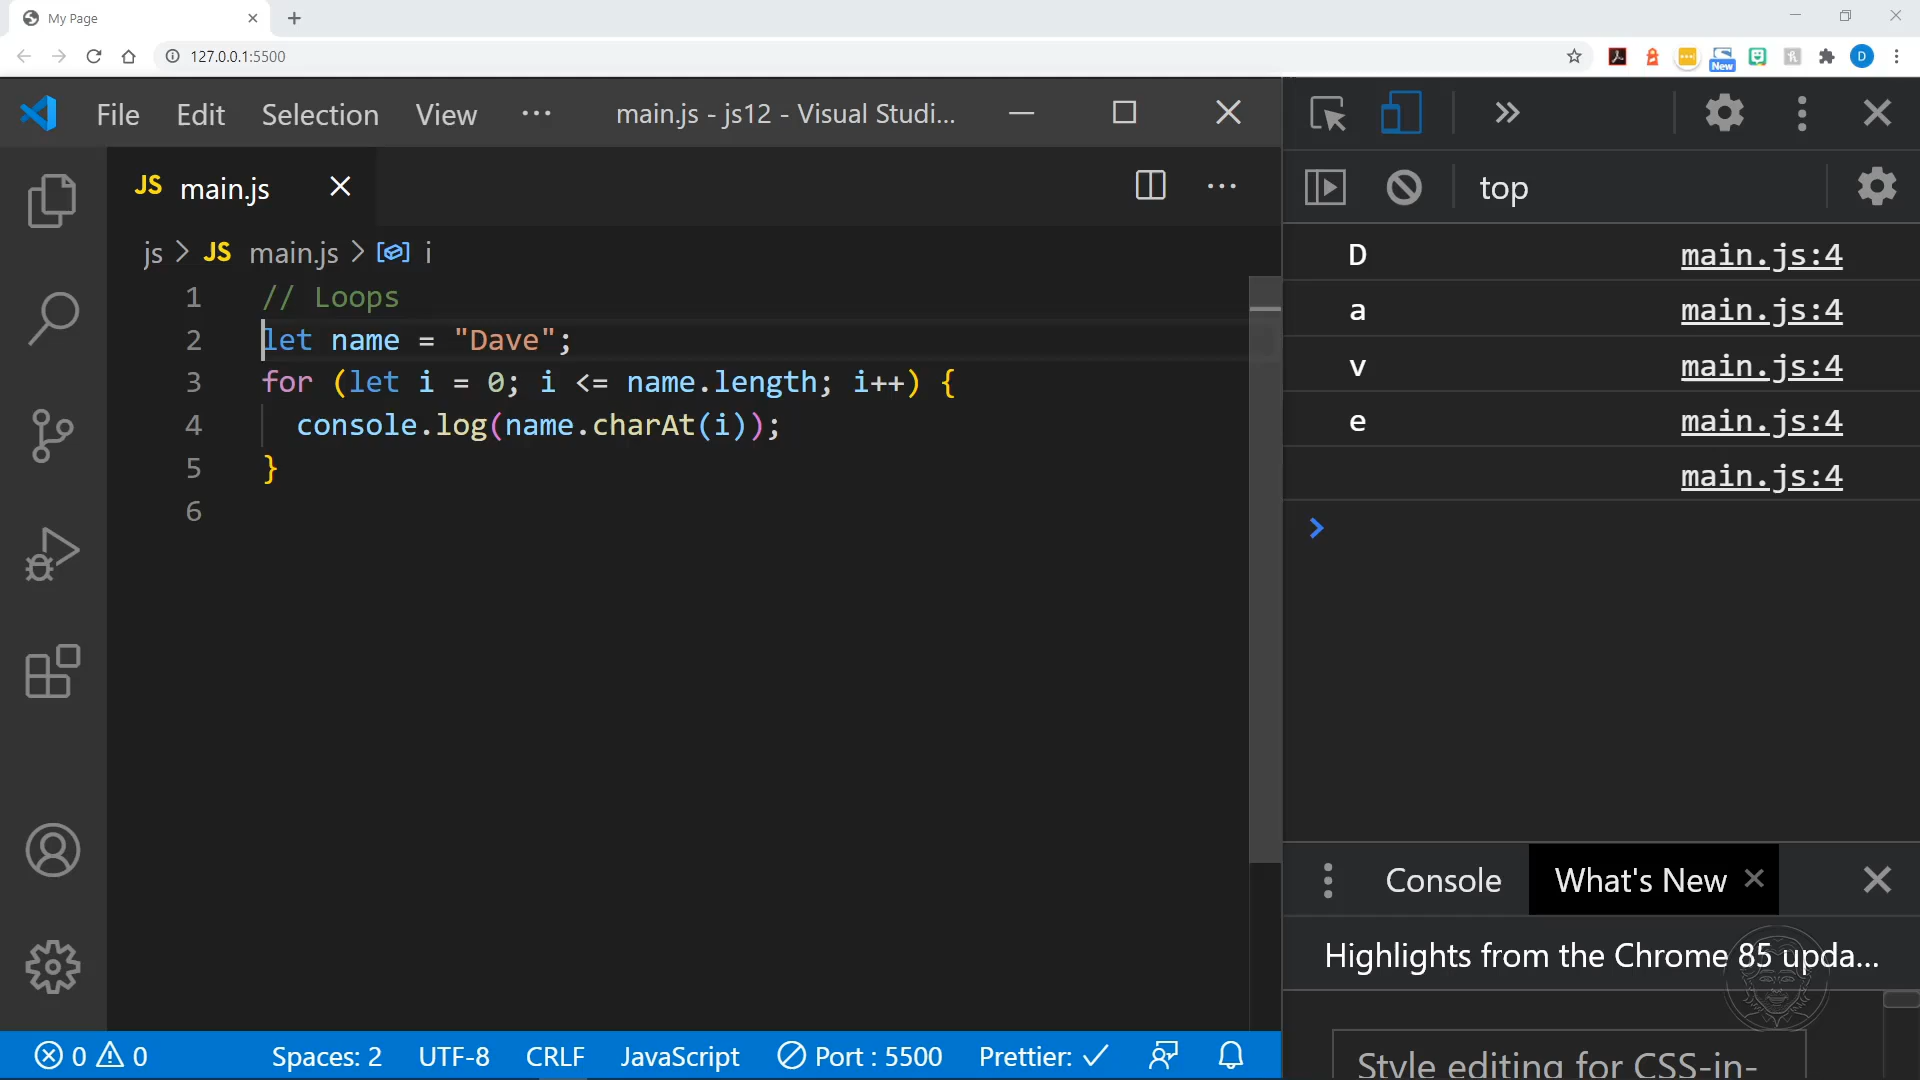 My Page
127.0.0.1:5500
New
D
File Edit Selection View ··· main.js - js12 - Visual Studi...
JS main.js
js > JS main.js > i
1 // Loops
2 let name = "Dave";
3 for (let i = 0; i <= name.length; i++) {
4 console.log(name.charAt(i));
5 }
6
0 0 Spaces: 2 UTF-8 CRLF JavaScript Port : 5500 Prettier:
top
D main.js:4
a main.js:4
v main.js:4
e main.js:4
main.js:4
Console What's New
Highlights from the Chrome 85 upda...
Style editing for CSS-in-